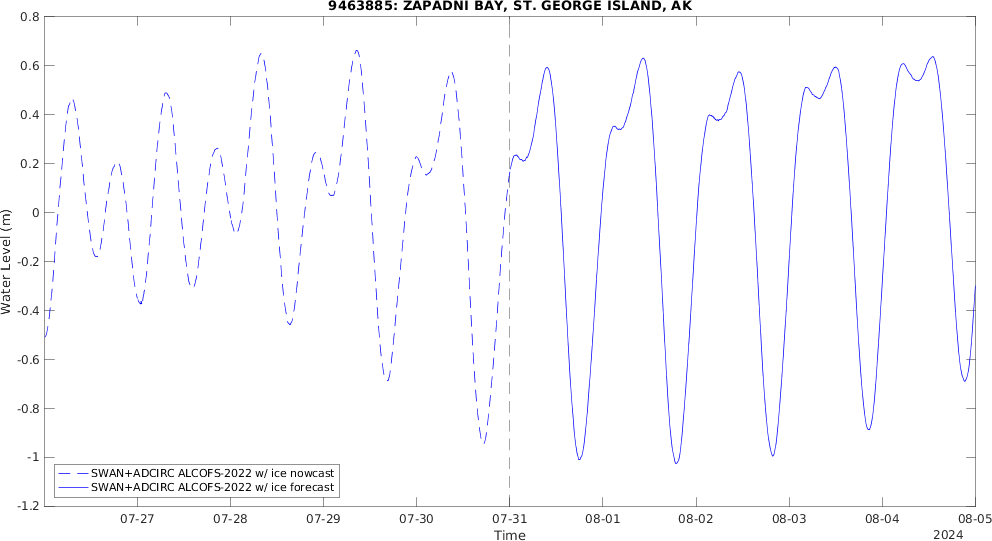 9463885: ZAPADNI BAY, ST. GEORGE ISLAND, AK
0.8
0.6
0.4
0.2
0
-0.2
-0.4
-0.6
-0.8
-1
-1.2
Water Level (m)
SWAN+ADCIRC ALCOFS-2022 w/ ice nowcast
SWAN+ADCIRC ALCOFS-2022 w/ ice forecast
07-27 07-28 07-29 07-30 07-31 08-01 08-02 08-03 08-04 08-05
Time
2024